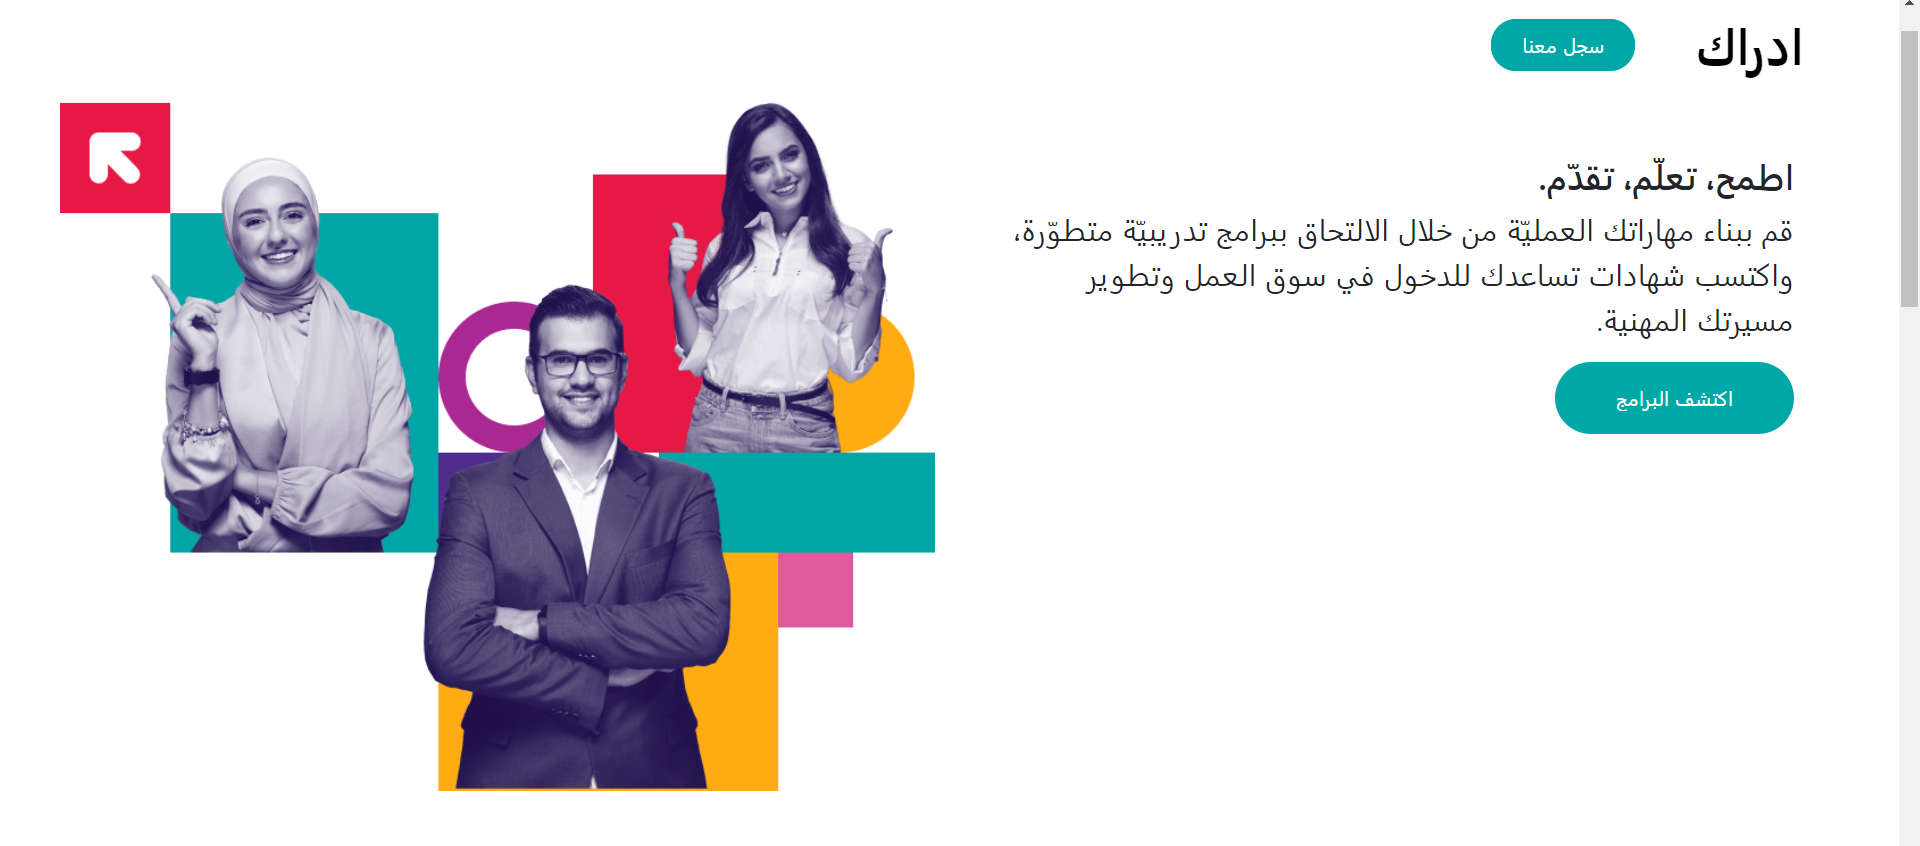 ادراك
سجل معنا
اطمح، تعلّم، تقدّم.
قم ببناء مهاراتك العمليّة من خلال الالتحاق ببرامج تدريبيّة متطوّرة،
واكتسب شهادات تساعدك للدخول في سوق العمل وتطوير
مسيرتك المهنية.
اكتشف البرامج